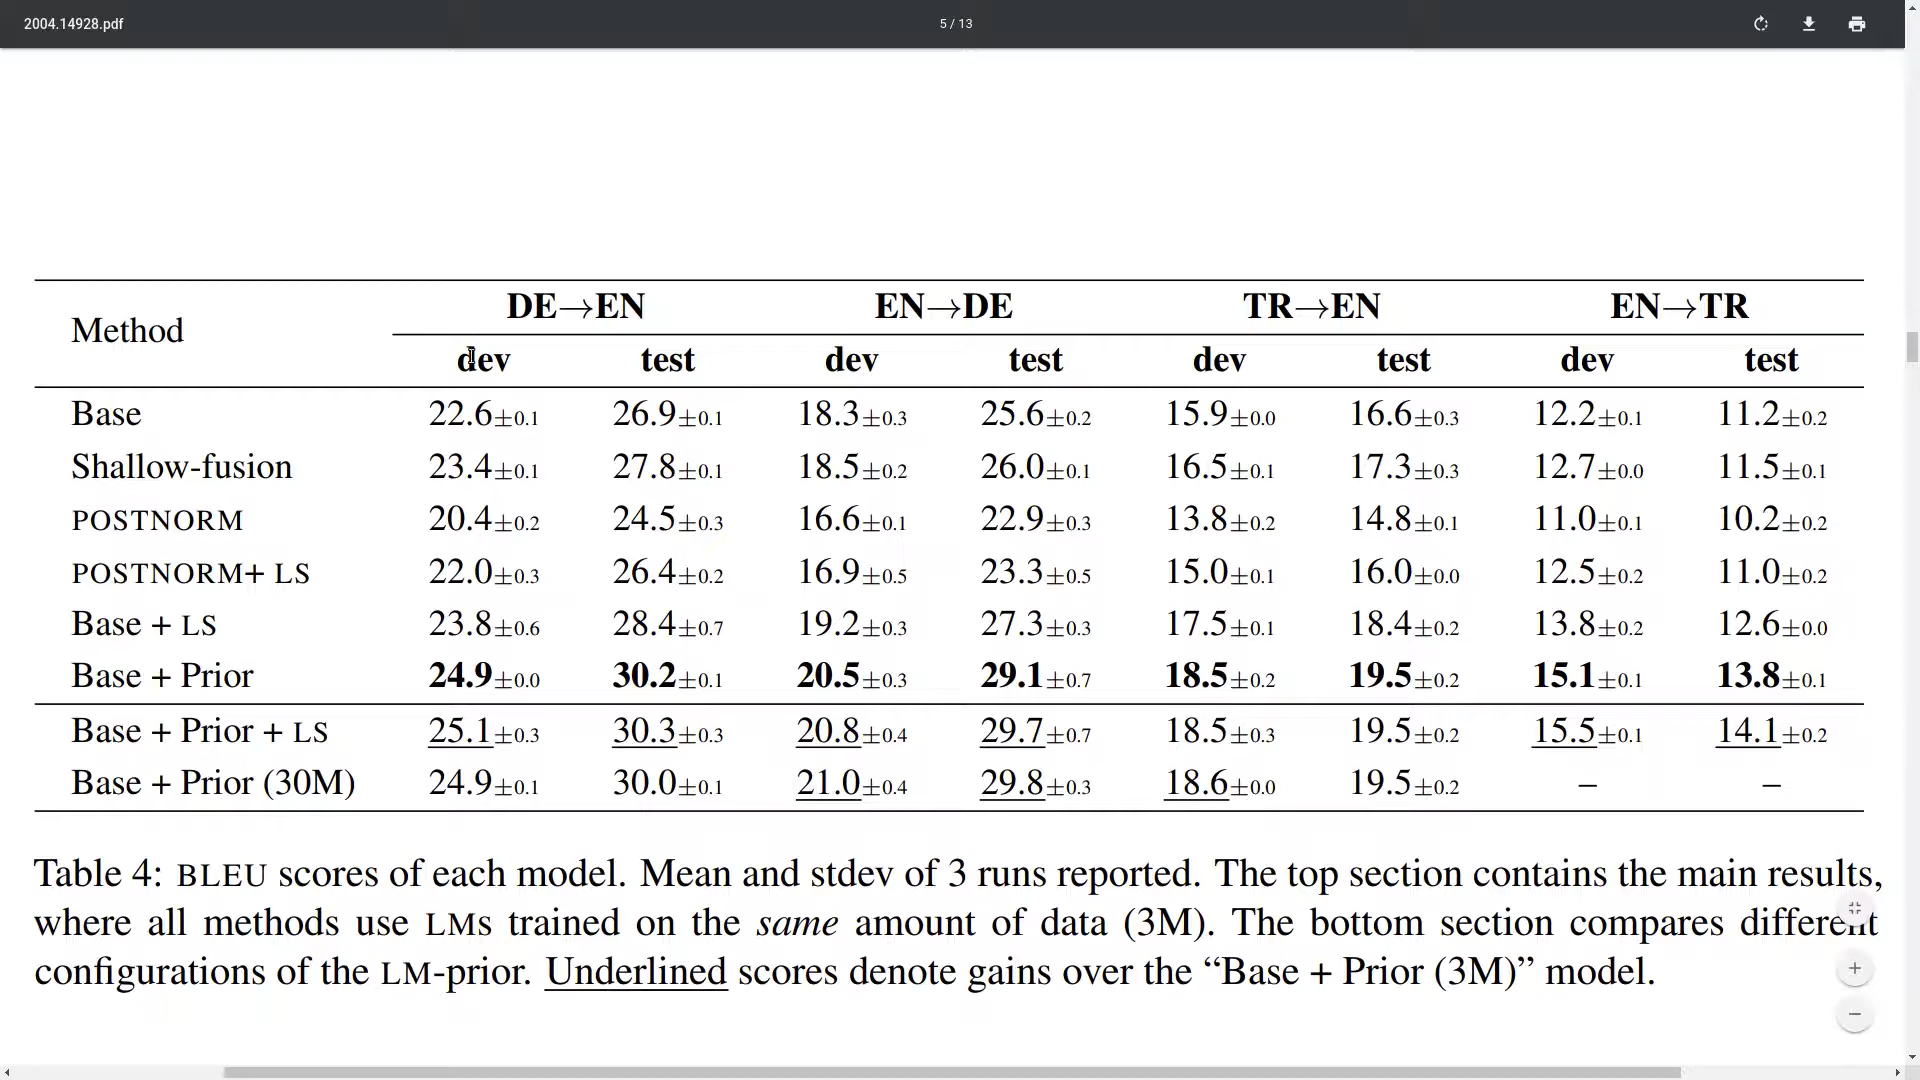 2004.14928.pdf 5 / 13
DE→EN EN→DE TR→EN EN→TR
Method
dev test dev test dev test dev test
Base 22.6±0.1 26.9±0.1 18.3±0.3 25.6±0.2 15.9±0.0 16.6±0.3 12.2±0.1 11.2±0.2
Shallow-fusion 23.4±0.1 27.8±0.1 18.5±0.2 26.0±0.1 16.5±0.1 17.3±0.3 12.7±0.0 11.5±0.1
POSTNORM 20.4±0.2 24.5±0.3 16.6±0.1 22.9±0.3 13.8±0.2 14.8±0.1 11.0±0.1 10.2±0.2
POSTNORM+ LS 22.0±0.3 26.4±0.2 16.9±0.5 23.3±0.5 15.0±0.1 16.0±0.0 12.5±0.2 11.0±0.2
Base + LS 23.8±0.6 28.4±0.7 19.2±0.3 27.3±0.3 17.5±0.1 18.4±0.2 13.8±0.2 12.6±0.0
Base + Prior 24.9±0.0 30.2±0.1 20.5±0.3 29.1±0.7 18.5±0.2 19.5±0.2 15.1±0.1 13.8±0.1
Base + Prior + LS 25.1±0.3 30.3±0.3 20.8±0.4 29.7±0.7 18.5±0.3 19.5±0.2 15.5±0.1 14.1±0.2
Base + Prior (30M) 24.9±0.1 30.0±0.1 21.0±0.4 29.8±0.3 18.6±0.0 19.5±0.2 – –
Table 4: BLEU scores of each model. Mean and stdev of 3 runs reported. The top section contains the main results,
where all methods use LMs trained on the same amount of data (3M). The bottom section compares different
configurations of the LM-prior. Underlined scores denote gains over the “Base + Prior (3M)” model.